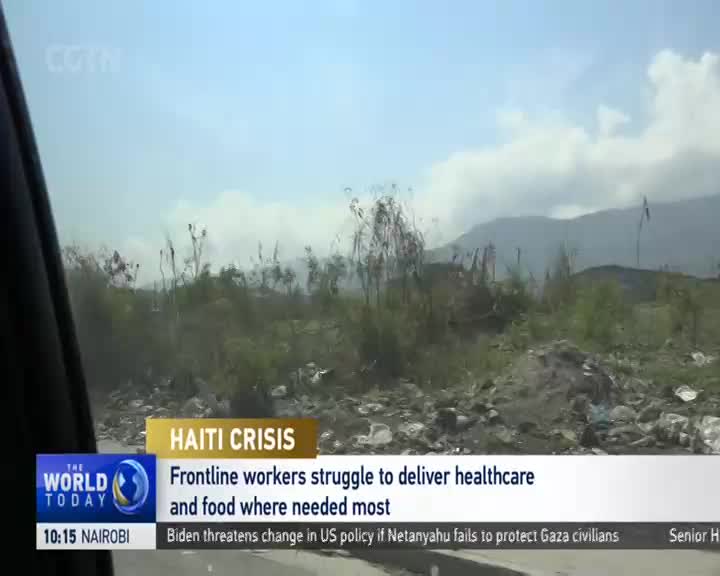 CGTN
HAITI CRISIS
THE WORLD TODAY
Frontline workers struggle to deliver healthcare
and food where needed most
10:15 NAIROBI
Biden threatens change in US policy if Netanyahu fails to protect Gaza civilians
Senior H